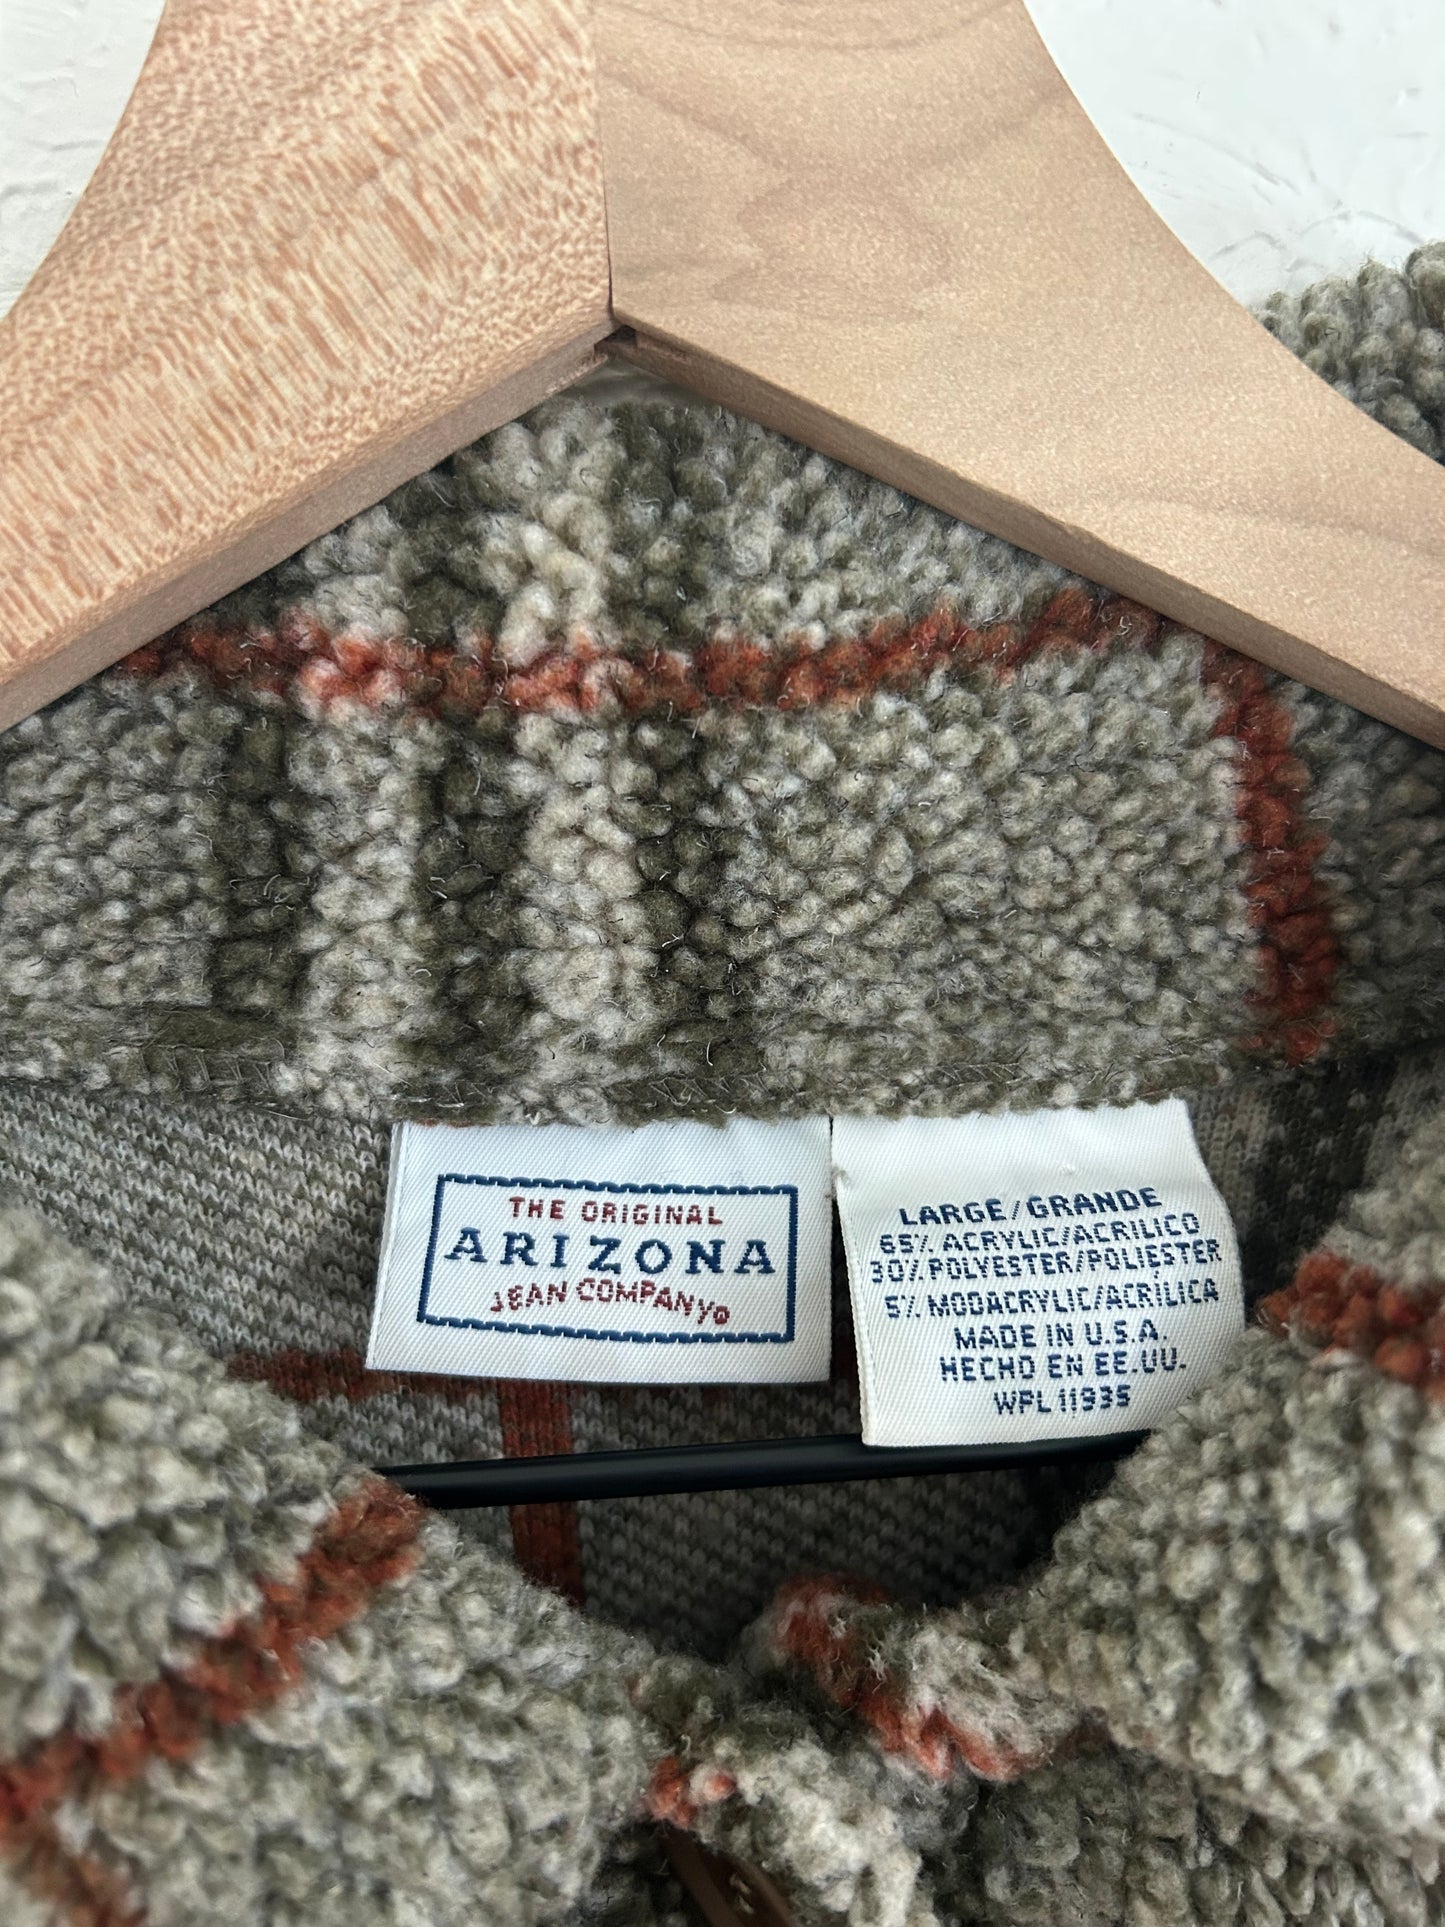 THE ORIGINAL
ARIZONA
JEAN COMPANY®
LARGE/GRANDE
65% ACRYLIC/ACRILICO
30% POLYESTER/POLIESTER
5% MODACRYLIC/ACRÍLICA
MADE IN U.S.A.
HECHO EN EE.UU.
WPL 11935